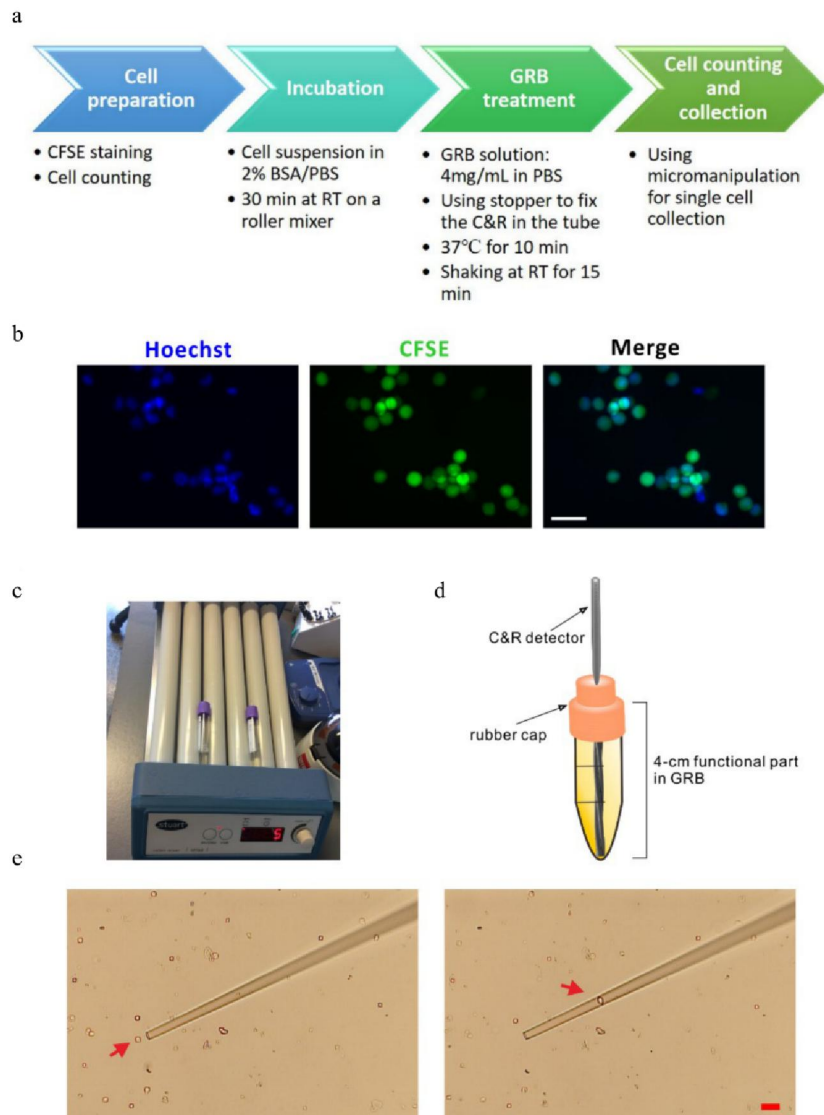 a
Cell
preparation
Incubation
GRB
treatment
Cell counting
and
collection
• CFSE staining
• Cell counting
• Cell suspension in
2% BSA/PBS
• 30 min at RT on a
roller mixer
• GRB solution:
4mg/mL in PBS
• Using stopper to fix
the C&R in the tube
• 37℃ for 10 min
• Shaking at RT for 15
min
• Using
micromanipulation
for single cell
collection
b
Hoechst
CFSE
Merge
c
stuart
5
d
C&R detector
rubber cap
4-cm functional part
in GRB
e